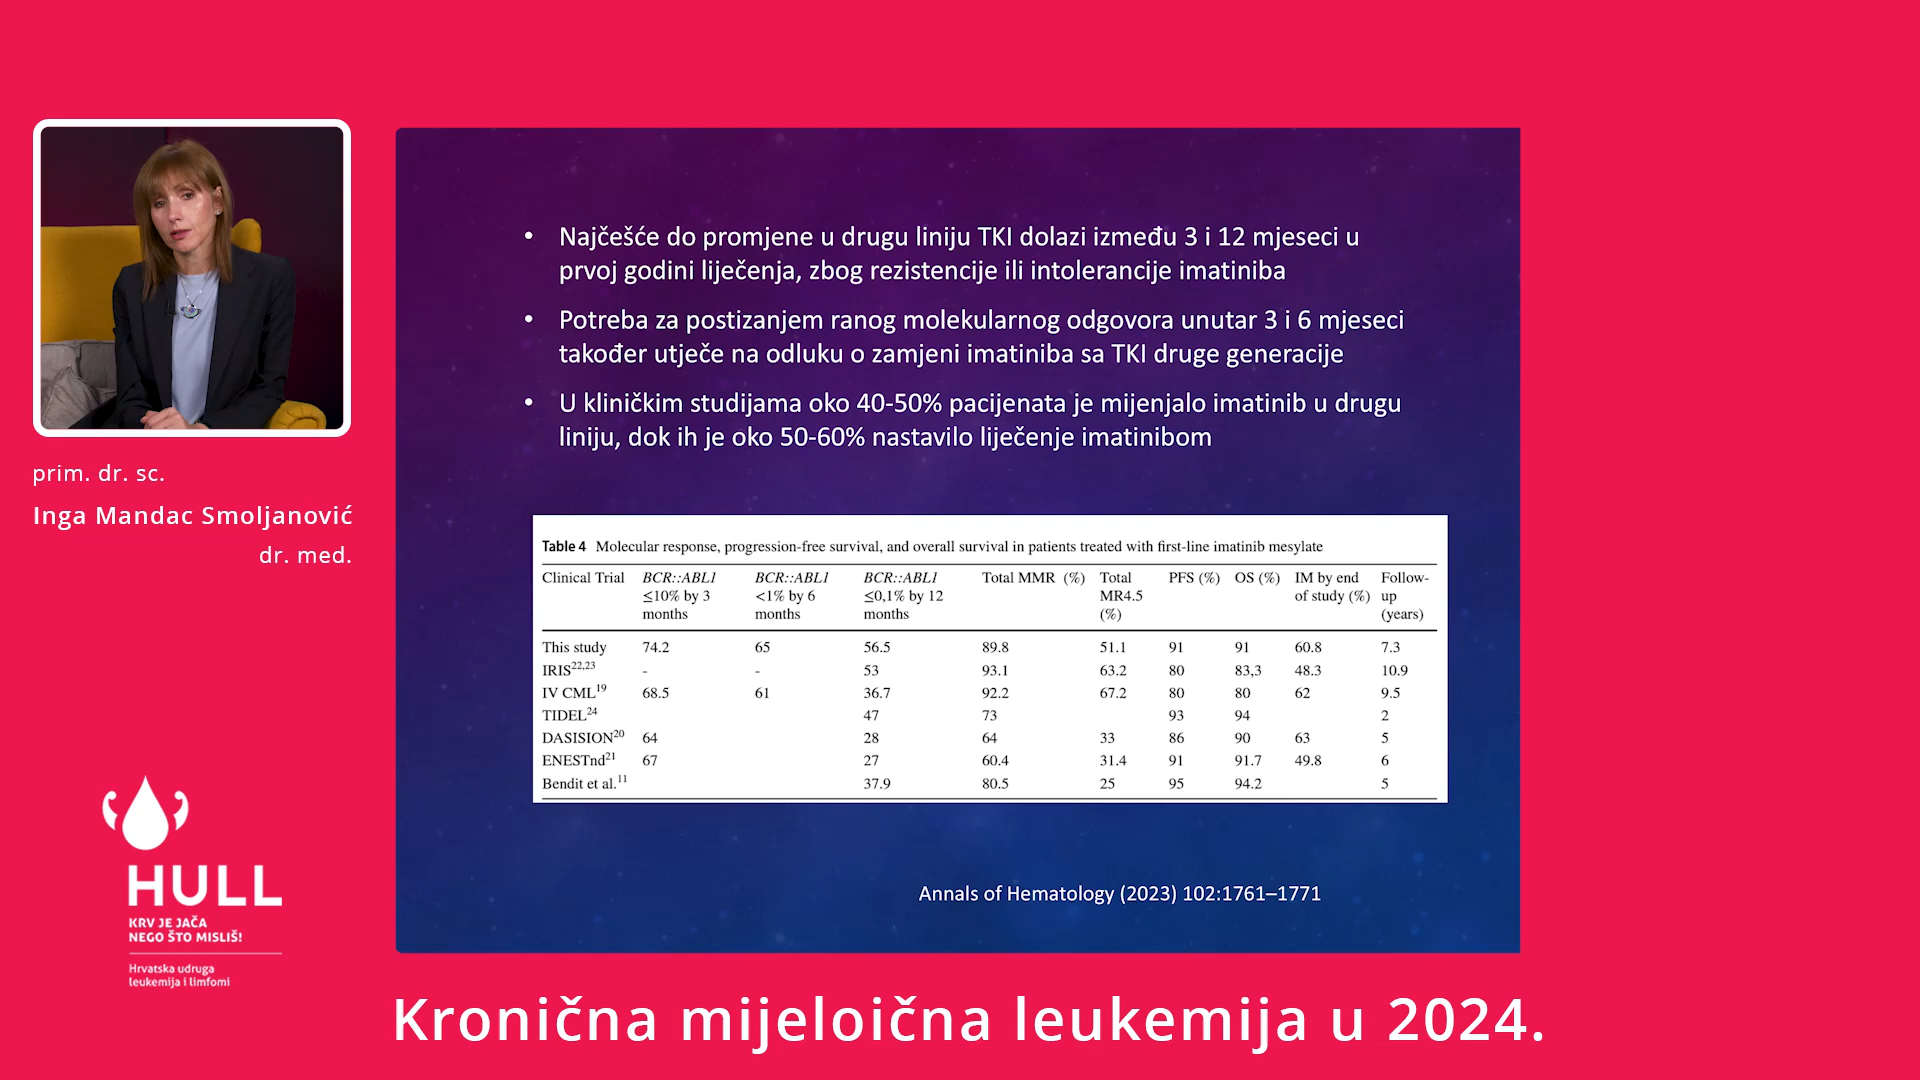 prim. dr. sc.
Inga Mandac Smoljanović
dr. med.
HULL
KRV JE JAČA
NEGO ŠTO MISLIŠ!
Hrvatska udruga
leukemija i limfomi
• Najčešće do promjene u drugu liniju TKI dolazi između 3 i 12 mjeseci u
prvoj godini liječenja, zbog rezistencije ili intolerancije imatiniba
• Potreba za postizanjem ranog molekularnog odgovora unutar 3 i 6 mjeseci
također utječe na odluku o zamjeni imatiniba sa TKI druge generacije
• U kliničkim studijama oko 40-50% pacijenata je mijenjalo imatinib u drugu
liniju, dok ih je oko 50-60% nastavilo liječenje imatinibom
Table 4 Molecular response, progression-free survival, and overall survival in patients treated with first-line imatinib mesylate
Clinical Trial BCR::ABL1 BCR::ABL1 BCR::ABL1 Total MMR (%) Total PFS (%) OS (%) IM by end Follow-
≤10% by 3 <1% by 6 ≤0,1% by 12 MR4.5 of study (%) up
months months months (%) (years)
This study 74.2 65 56.5 89.8 51.1 91 91 60.8 7.3
IRIS22,23 - - 53 93.1 63.2 80 83,3 48.3 10.9
IV CML19 68.5 61 36.7 92.2 67.2 80 80 62 9.5
TIDEL24 47 73 93 94 2
DASISION20 64 28 64 33 86 90 63 5
ENESTnd21 67 27 60.4 31.4 91 91.7 49.8 6
Bendit et al.11 37.9 80.5 25 95 94.2 5
Annals of Hematology (2023) 102:1761–1771
Kronična mijeloična leukemija u 2024.